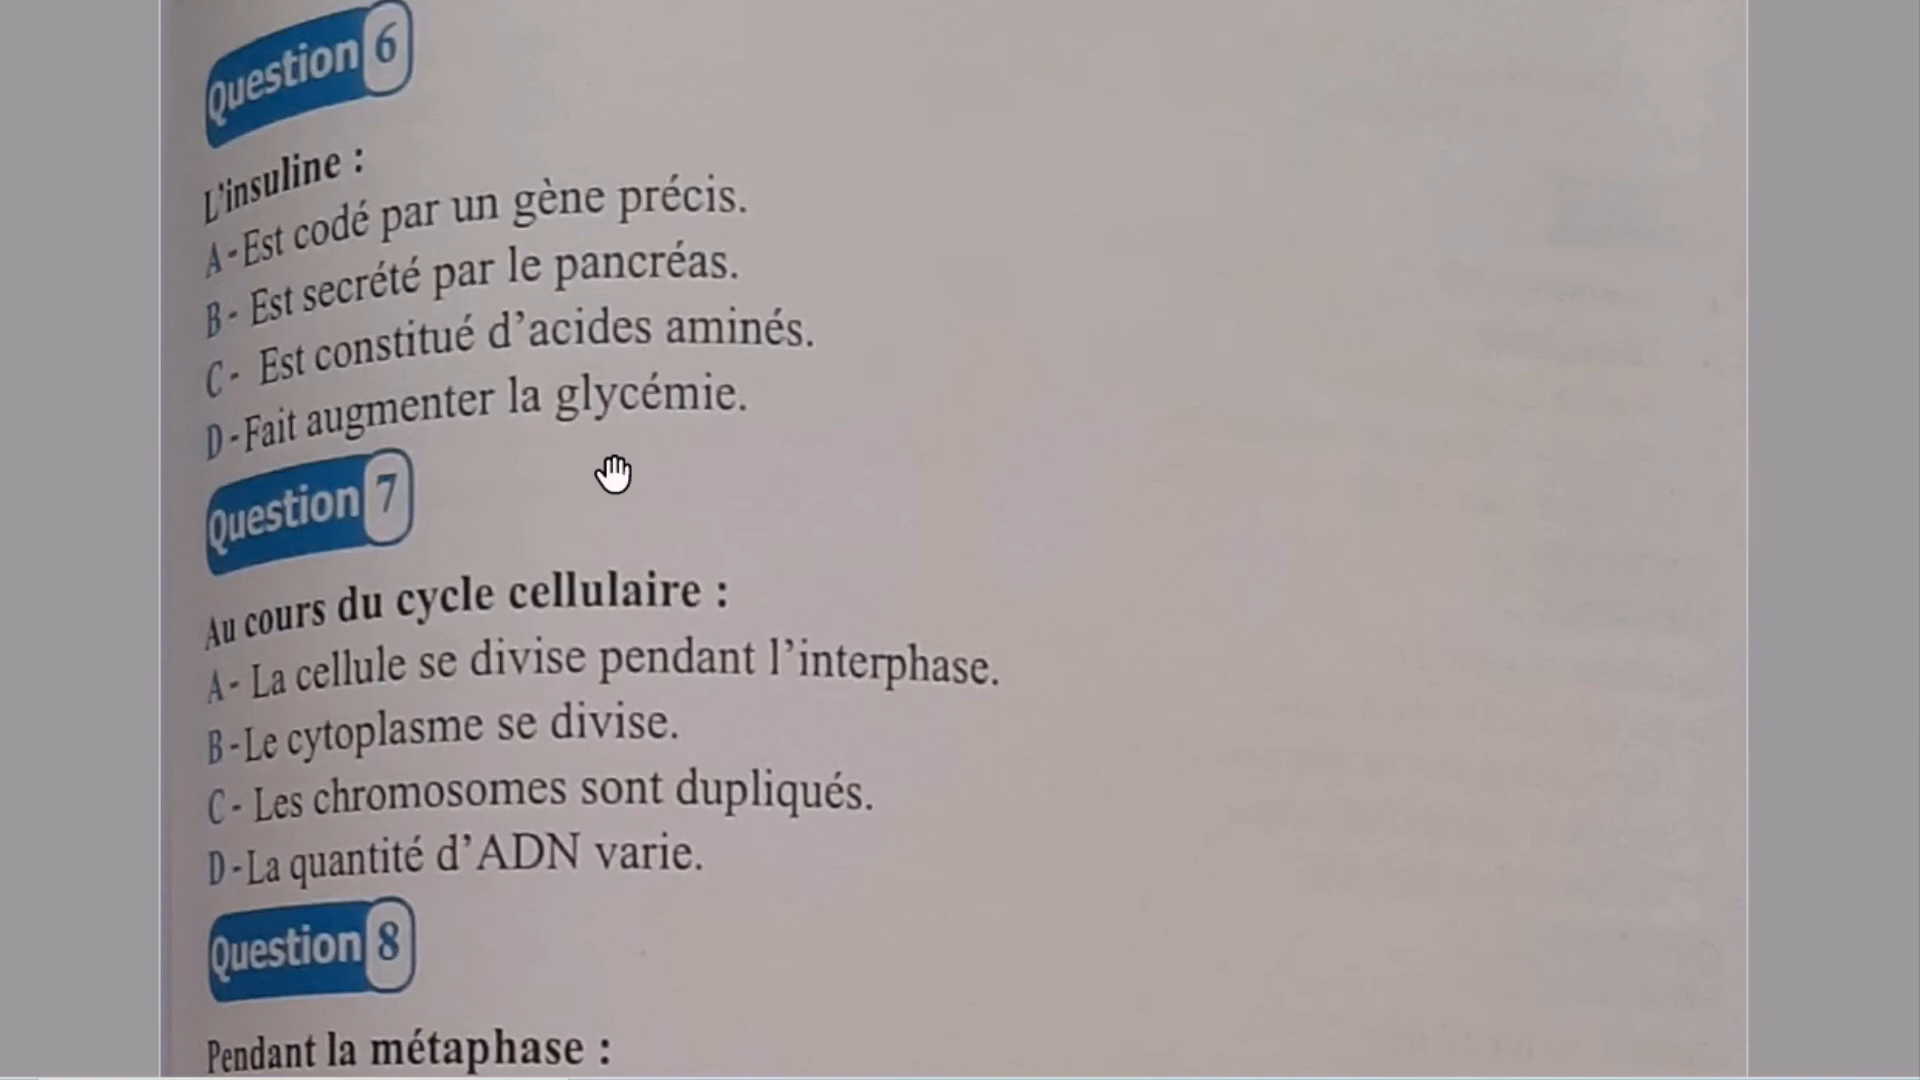 Question 6
L'insuline :
A - Est codé par un gène précis.
B - Est secrété par le pancréas.
C - Est constitué d'acides aminés.
D - Fait augmenter la glycémie.
Question 7
Au cours du cycle cellulaire :
A - La cellule se divise pendant l'interphase.
B - Le cytoplasme se divise.
C - Les chromosomes sont dupliqués.
D - La quantité d'ADN varie.
Question 8
Pendant la métaphase :